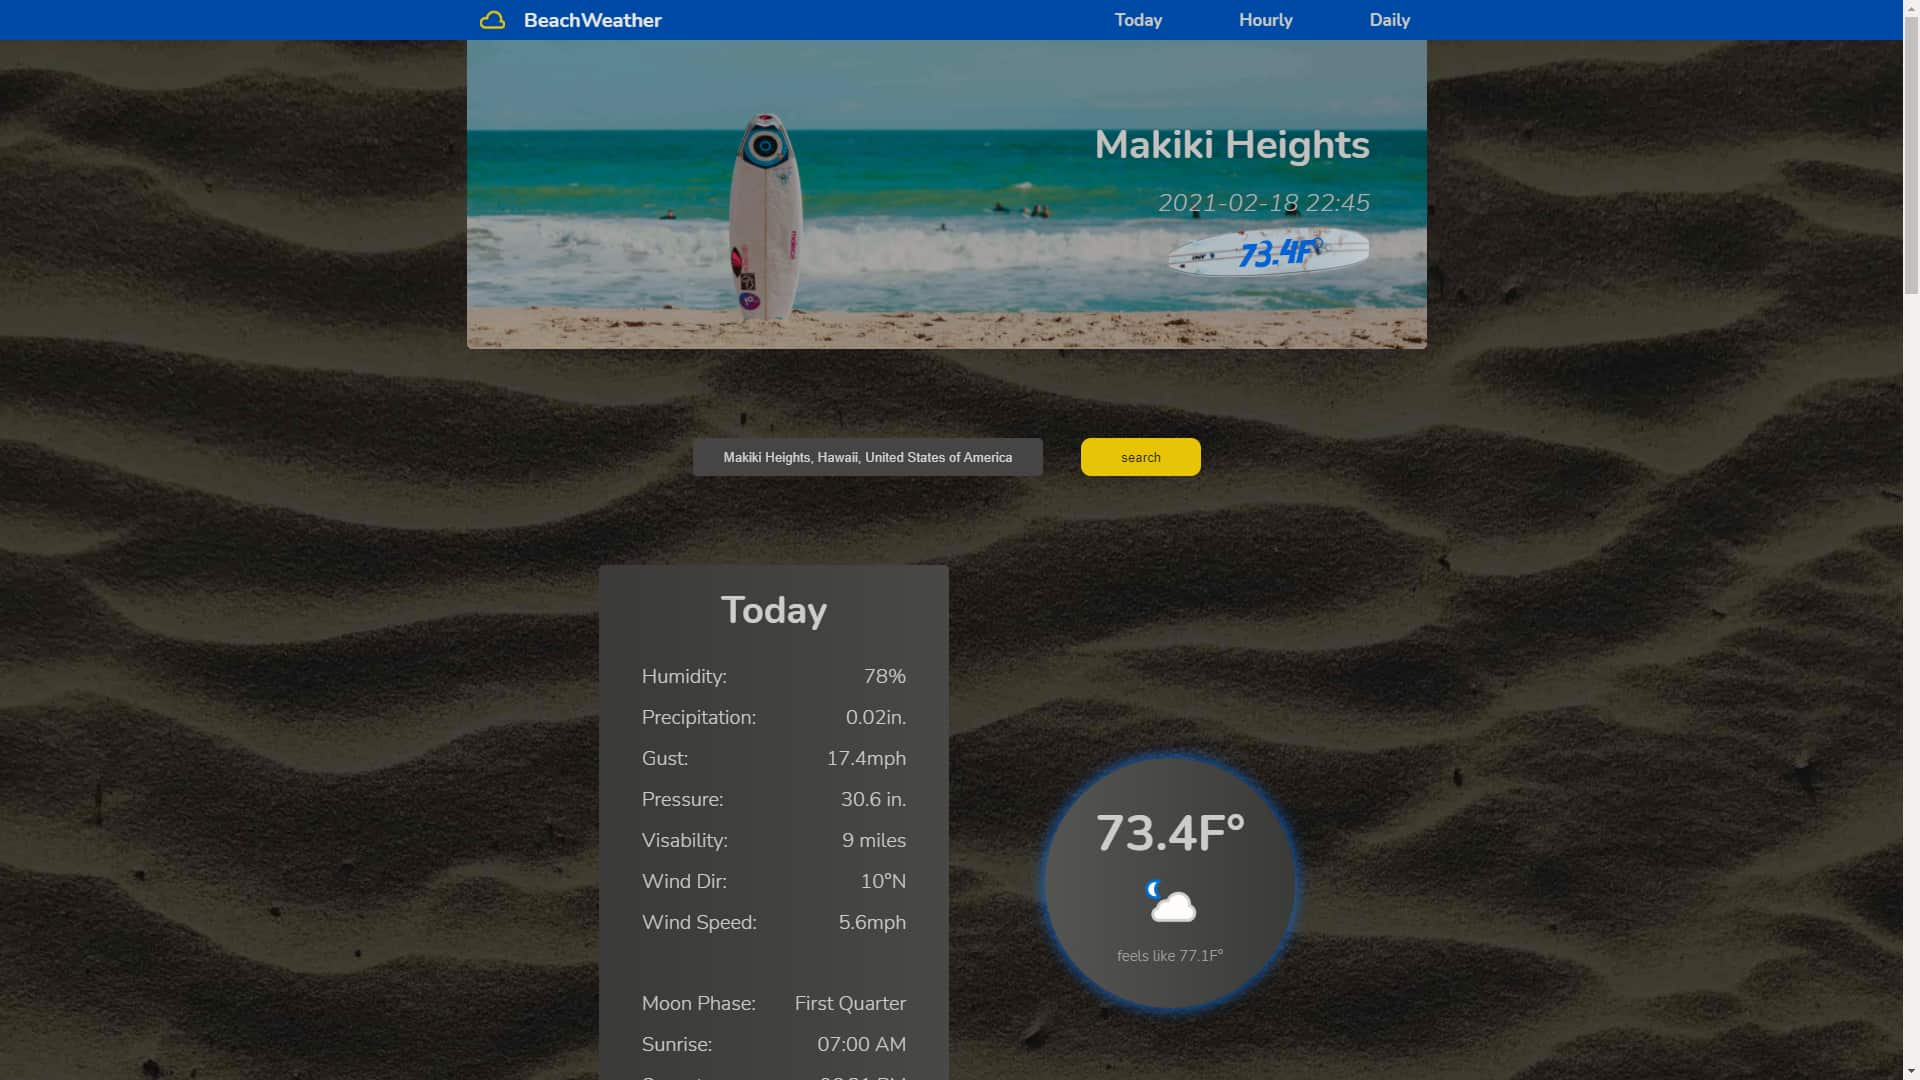 BeachWeather Today Hourly Daily
Makiki Heights
2021-02-18 22:45
73.4F°
Makiki Heights, Hawaii, United States of America search
Today
Humidity: 78%
Precipitation: 0.02in.
Gust: 17.4mph
Pressure: 30.6 in.
Visability: 9 miles
Wind Dir: 10°N
Wind Speed: 5.6mph
73.4F°
feels like 77.1F°
Moon Phase: First Quarter
Sunrise: 07:00 AM